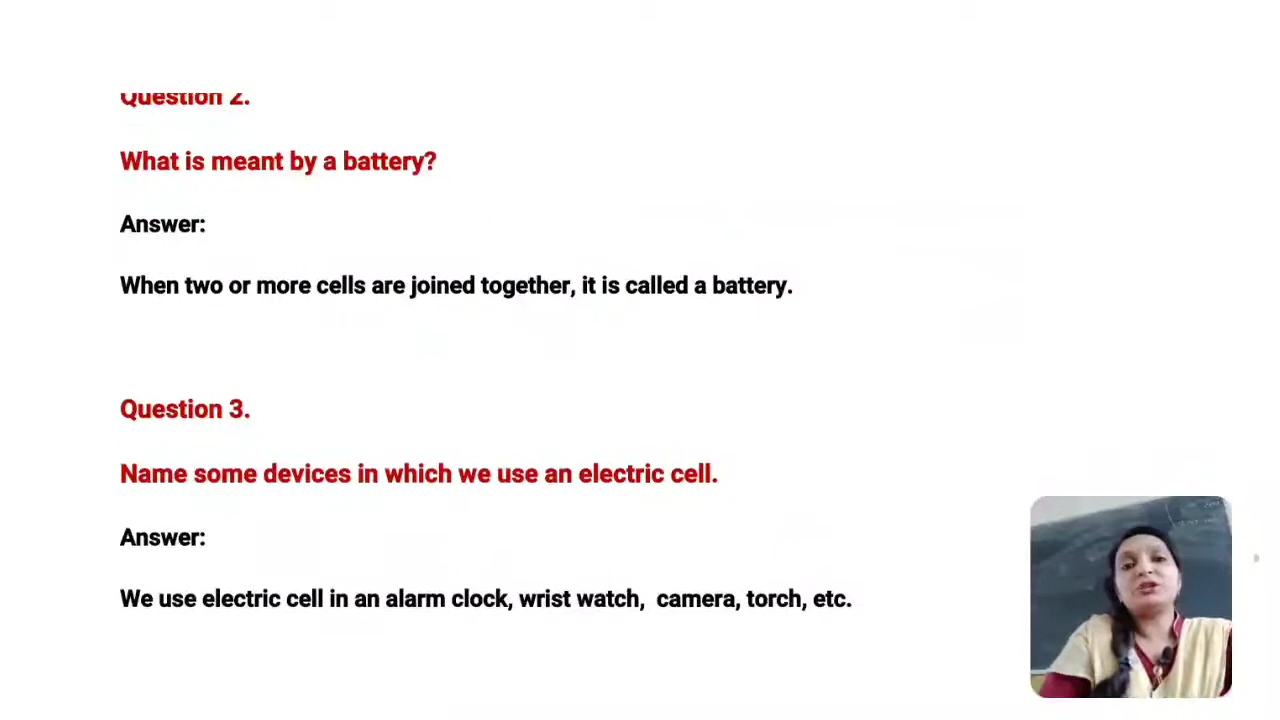 Question 2.
What is meant by a battery?
Answer:
When two or more cells are joined together, it is called a battery.
Question 3.
Name some devices in which we use an electric cell.
Answer:
We use electric cell in an alarm clock, wrist watch,  camera, torch, etc.